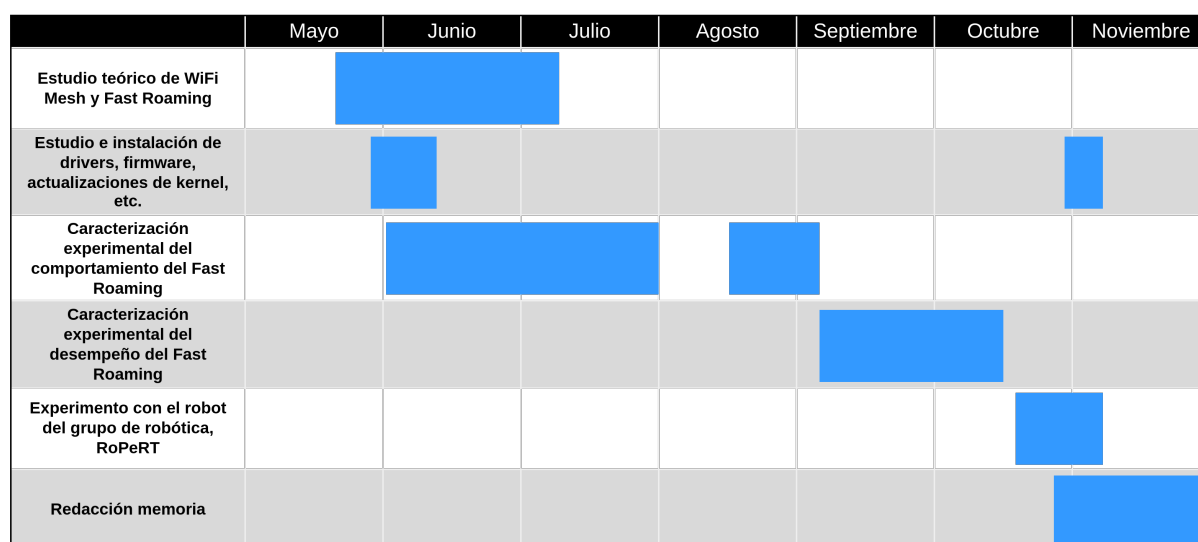 Mayo Junio Julio Agosto Septiembre Octubre Noviembre
Estudio teórico de WiFi
Mesh y Fast Roaming
Estudio e instalación de
drivers, firmware,
actualizaciones de kernel,
etc.
Caracterización
experimental del
comportamiento del Fast
Roaming
Caracterización
experimental del
desempeño del Fast
Roaming
Experimento con el robot
del grupo de robótica,
RoPeRT
Redacción memoria